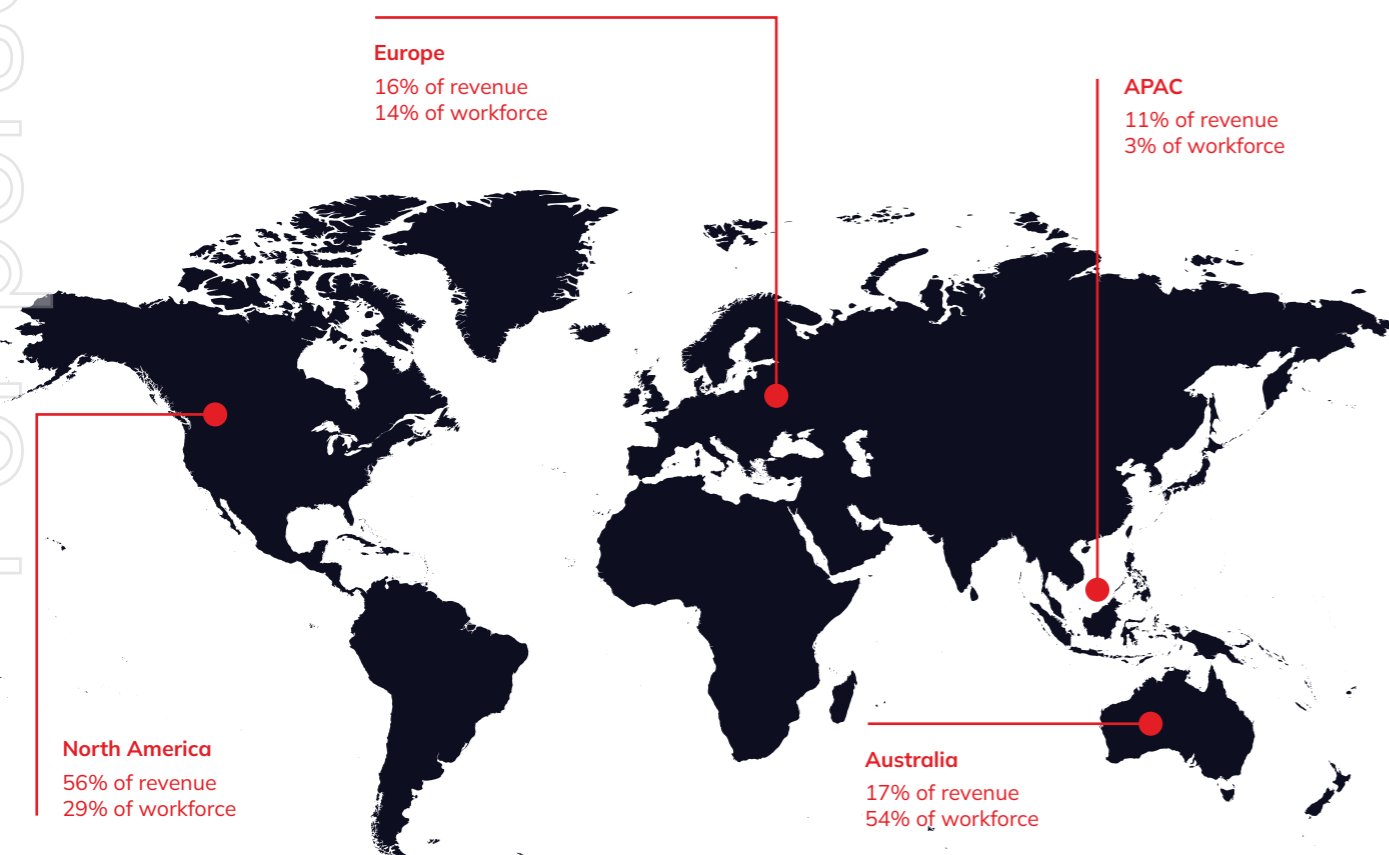 Europe
16% of revenue
14% of workforce
APAC
11% of revenue
3% of workforce
North America
56% of revenue
29% of workforce
Australia
17% of revenue
54% of workforce